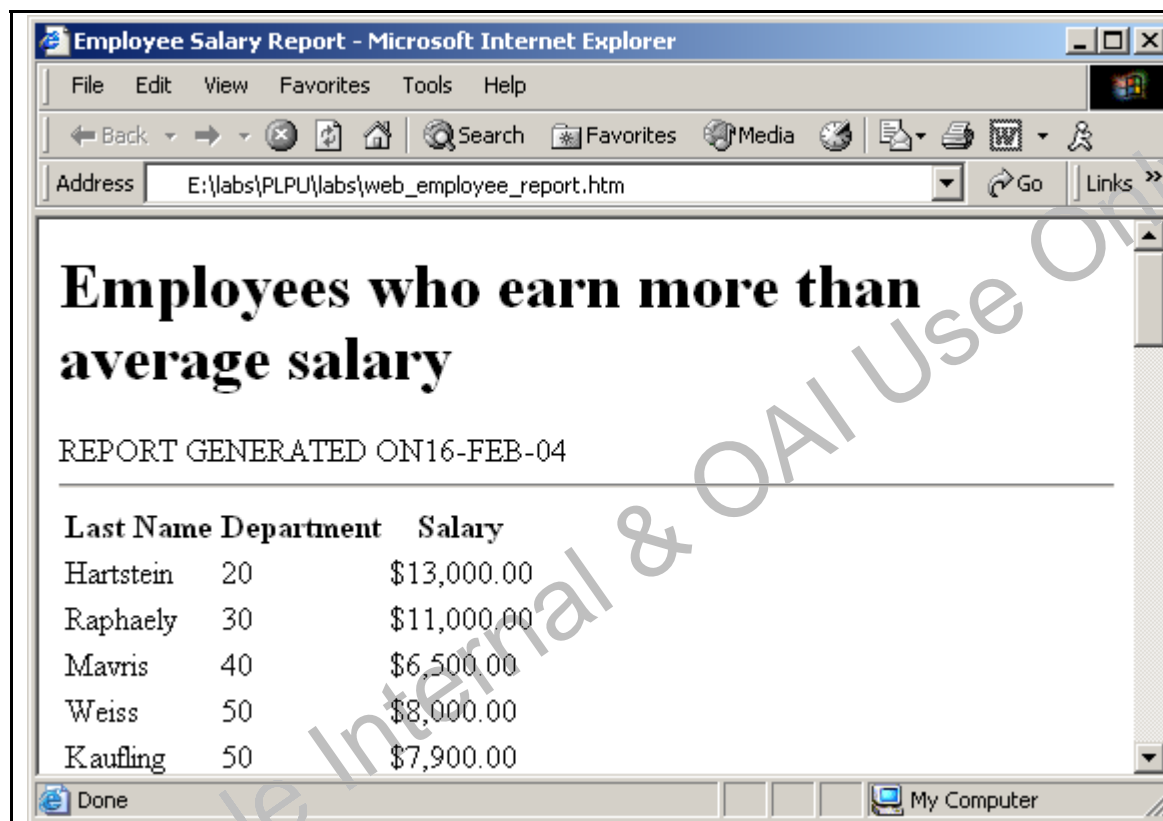 Employee Salary Report - Microsoft Internet Explorer
File Edit View Favorites Tools Help
Back Search Favorites Media W
Address E:\labs\PLPU\labs\web_employee_report.htm Go Links »
Employees who earn more than
average salary
REPORT GENERATED ON16-FEB-04
Last Name Department Salary
Hartstein 20 $13,000.00
Raphaely 30 $11,000.00
Mavris 40 $6,500.00
Weiss 50 $8,000.00
Kaufling 50 $7,900.00
Done My Computer
Internal & OAI Use